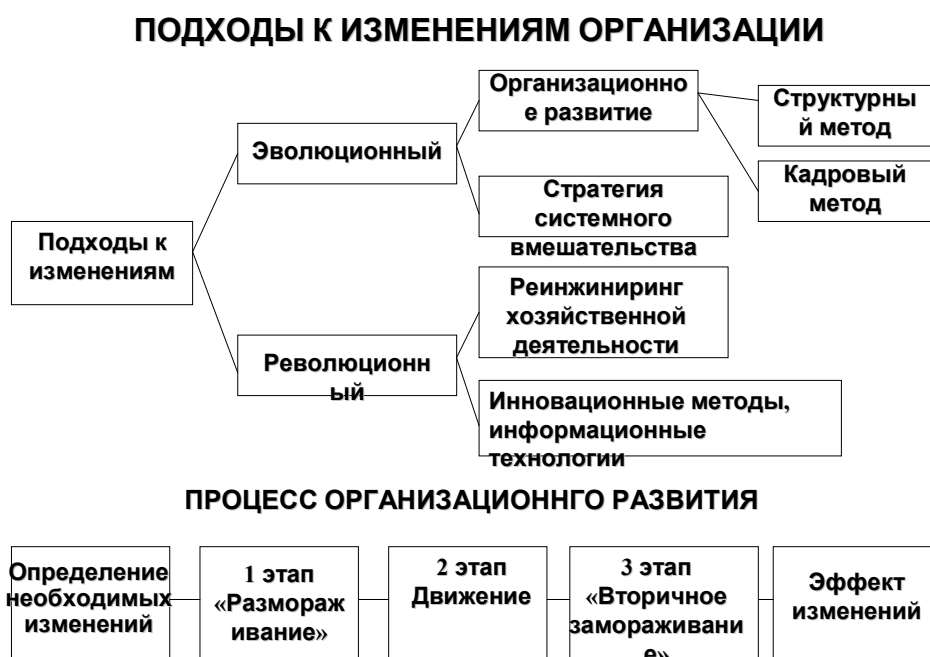 ПОДХОДЫ К ИЗМЕНЕНИЯМ ОРГАНИЗАЦИИ
Организационно
е развитие
Структурны
й метод
Эволюционный
Кадровый
метод
Стратегия
системного
вмешательства
Подходы к
изменениям
Реинжиниринг
хозяйственной
деятельности
Революционн
ый
Инновационные методы,
информационные
технологии
ПРОЦЕСС ОРГАНИЗАЦИОННГО РАЗВИТИЯ
Определение
необходимых
изменений
1 этап
«Размораж
ивание»
2 этап
Движение
3 этап
«Вторичное
замораживани
е»
Эффект
изменений